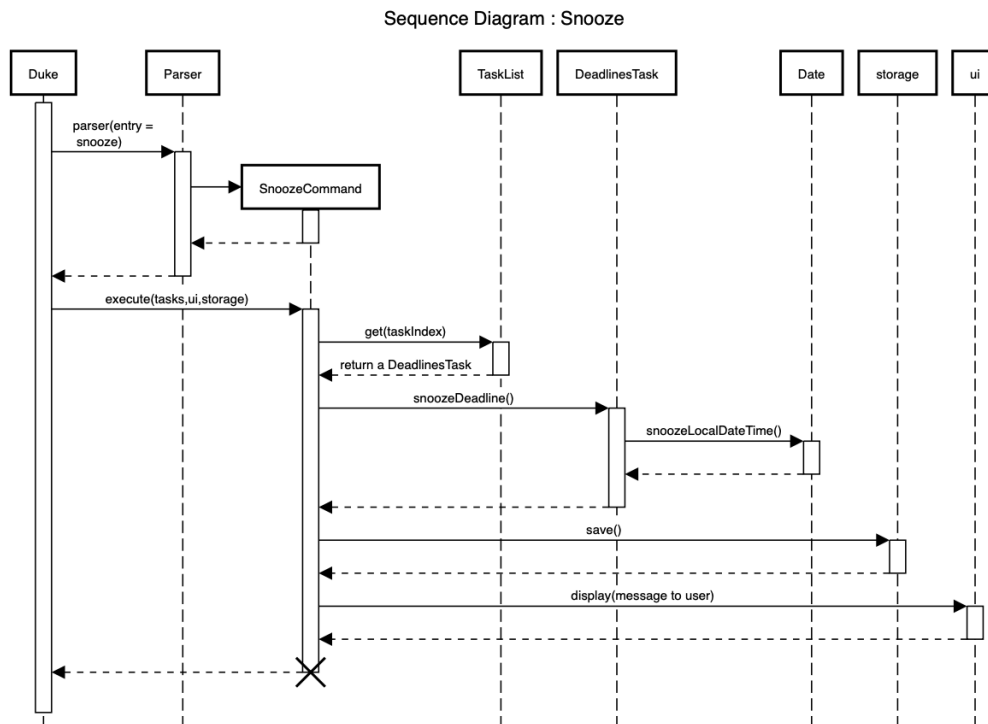 Sequence Diagram : Snooze
Duke
Parser
TaskList
DeadlinesTask
Date
storage
ui
parser(entry =
snooze)
SnoozeCommand
execute(tasks,ui,storage)
get(taskIndex)
return a DeadlinesTask
snoozeDeadline()
snoozeLocalDateTime()
save()
display(message to user)